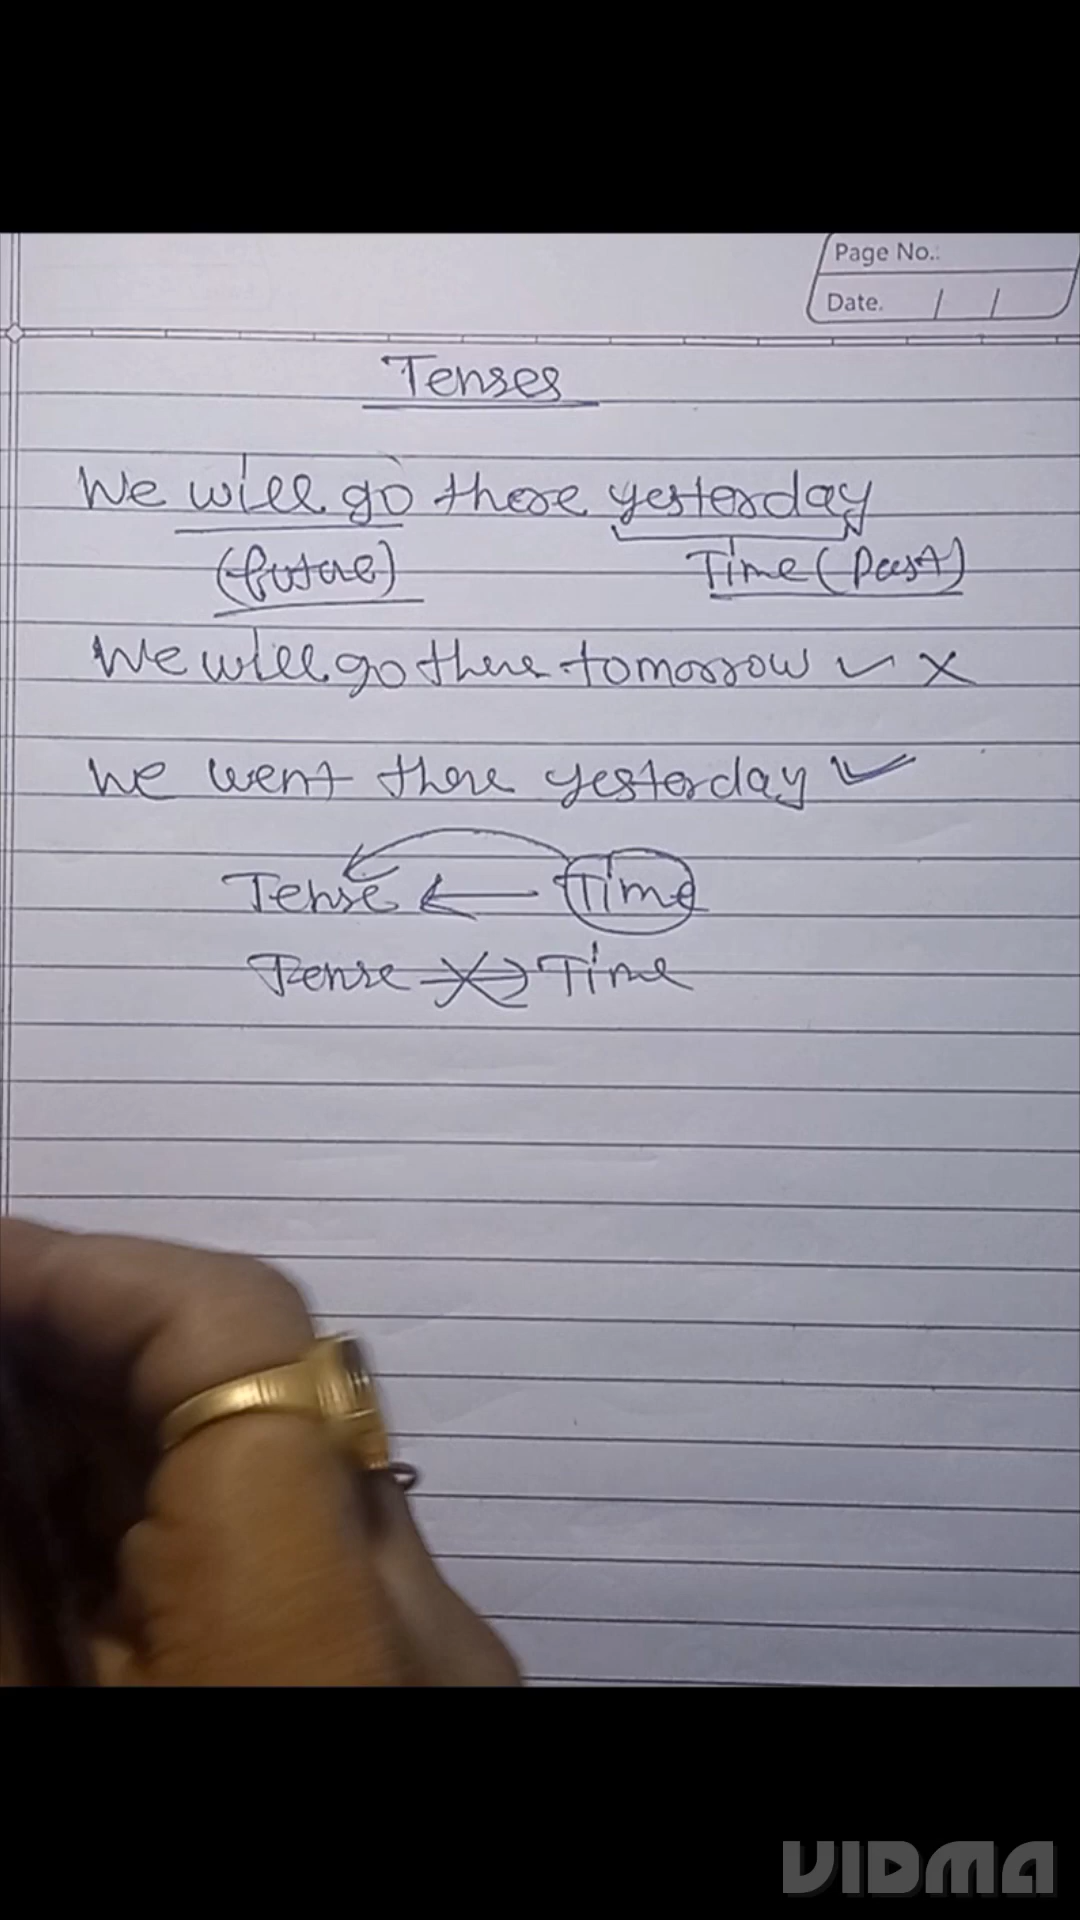 Page No.:
Date. / /
Tenses
We will go there yesterday
(future) Time (Past)
We will go there tomorrow ✓ ✗
We went there yesterday ✓
Tense ← Time
Tense ✗→ Time
VIDMA